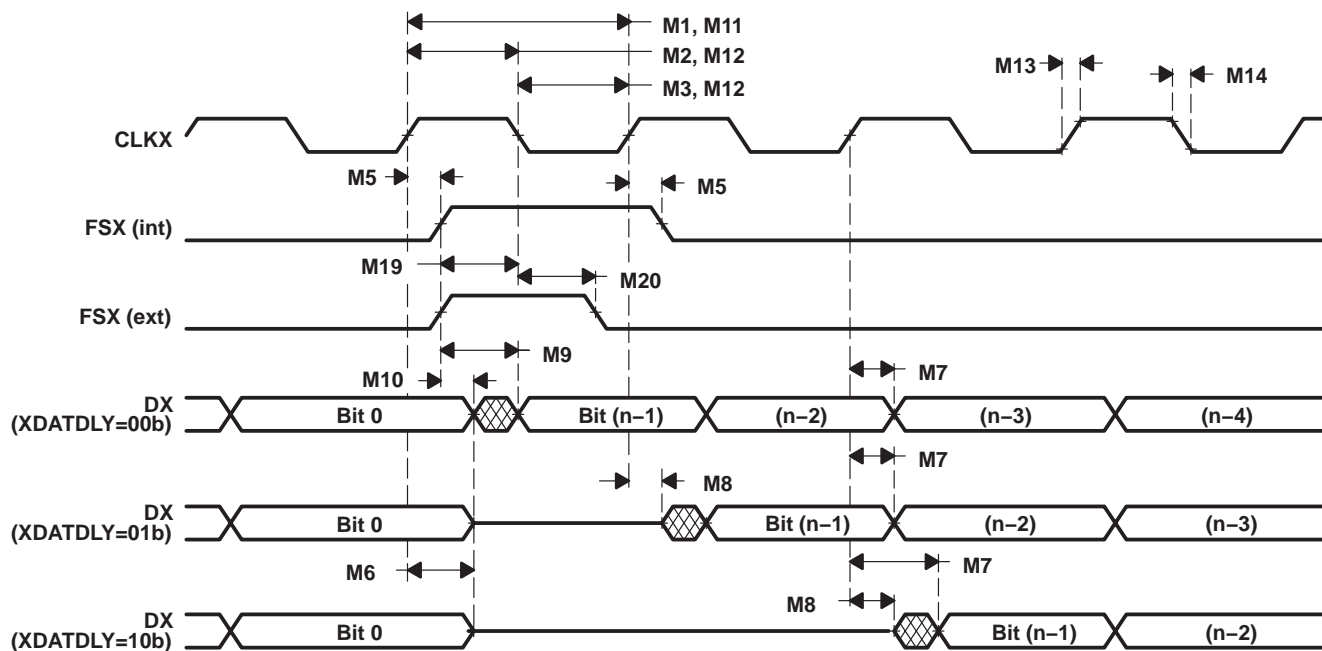 M1, M11
M2, M12
M3, M12
M13
M14
CLKX
M5
M5
FSX (int)
M19
M20
FSX (ext)
M9
M10
M7
DX
(XDATDLY=00b)
Bit 0
Bit (n–1)
(n–2)
(n–3)
(n–4)
M7
M8
DX
(XDATDLY=01b)
Bit 0
Bit (n–1)
(n–2)
(n–3)
M6
M7
M8
DX
(XDATDLY=10b)
Bit 0
Bit (n–1)
(n–2)